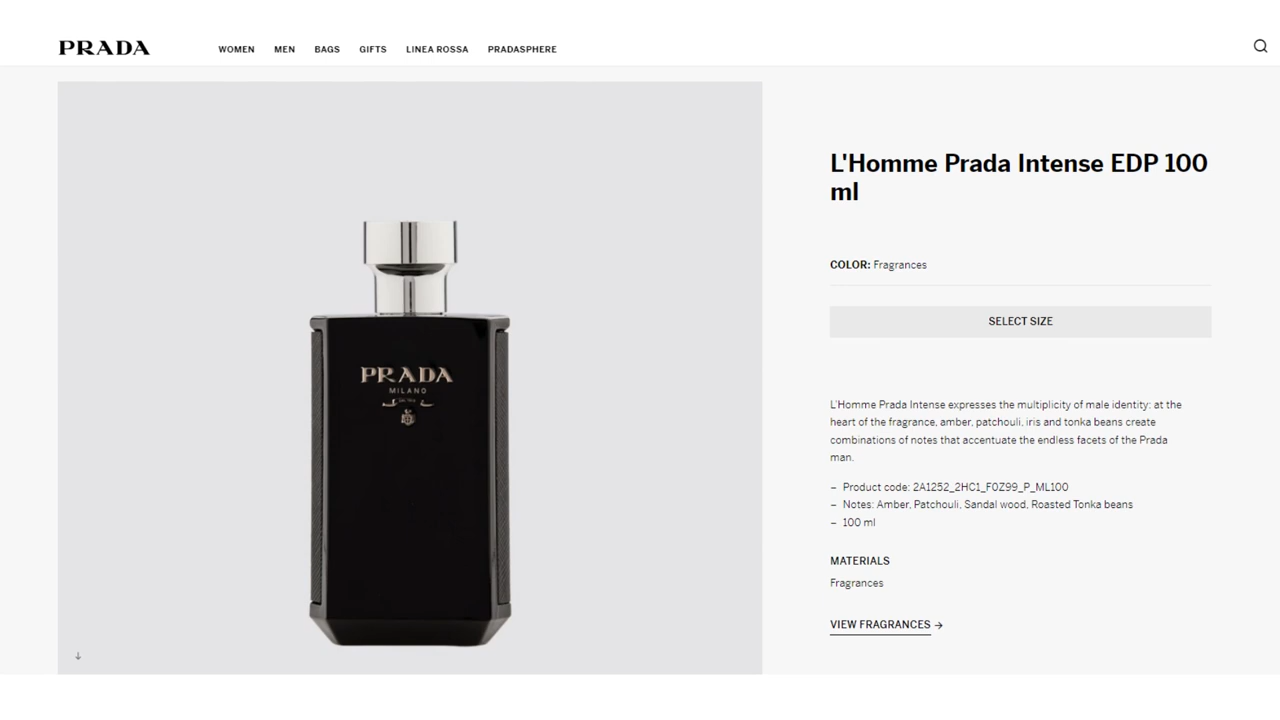 PRADA
WOMEN MEN BAGS GIFTS LINEA ROSSA PRADASPHERE
PRADA
MILANO
L'Homme Prada Intense EDP 100
ml
COLOR: Fragrances
SELECT SIZE
L'Homme Prada Intense expresses the multiplicity of male identity: at the
heart of the fragrance, amber, patchouli, iris and tonka beans create
combinations of notes that accentuate the endless facets of the Prada
man.
– Product code: 2A1252_2HC1_F0Z99_P_ML100
– Notes: Amber, Patchouli, Sandal wood, Roasted Tonka beans
– 100 ml
MATERIALS
Fragrances
VIEW FRAGRANCES →